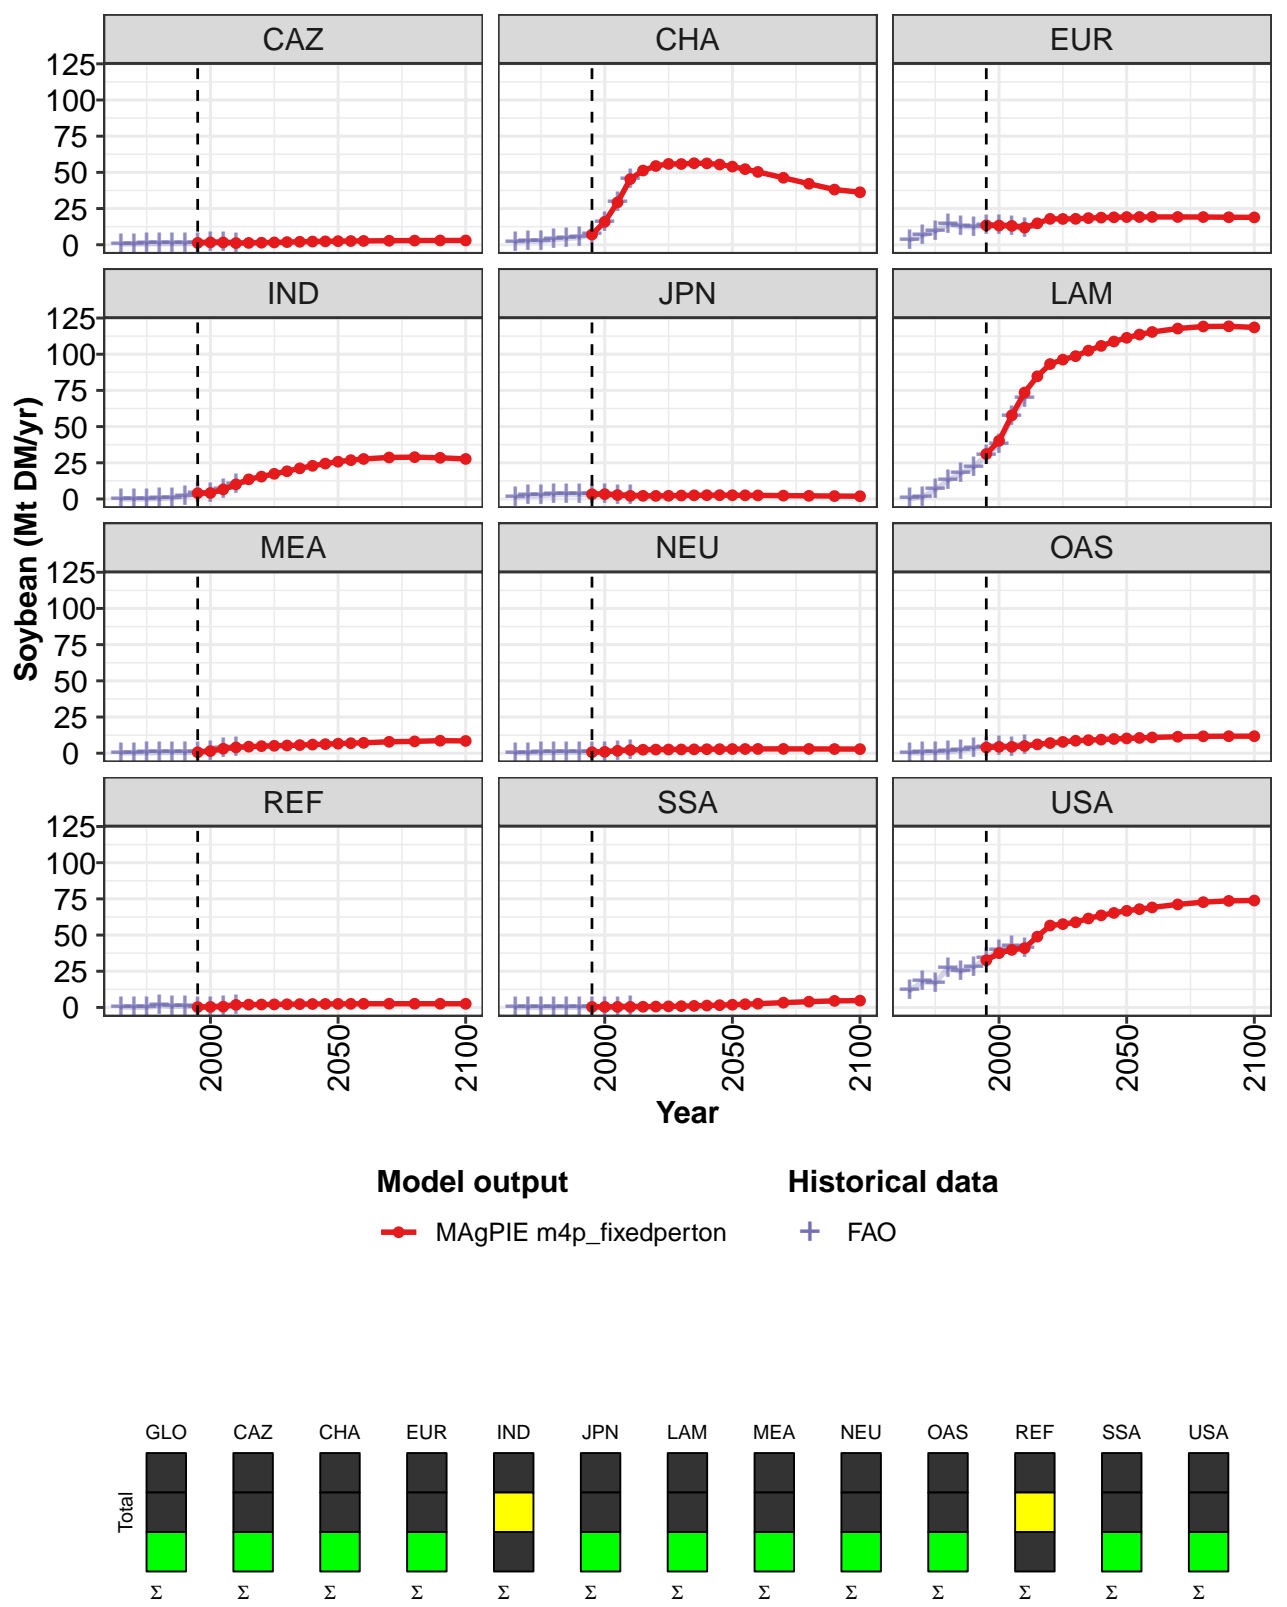 CAZ CHA EUR
125
100
75
50
25
0
IND JPN LAM
125
100
75
50
25
0
Soybean (Mt DM/yr)
MEA NEU OAS
125
100
75
50
25
0
REF SSA USA
125
100
75
50
25
0
2000 2050 2100 2000 2050 2100 2000 2050 2100
Year
Model output Historical data
MAgPIE m4p_fixedperton FAO
GLO CAZ CHA EUR IND JPN LAM MEA NEU OAS REF SSA USA
Total
Σ Σ Σ Σ Σ Σ Σ Σ Σ Σ Σ Σ Σ